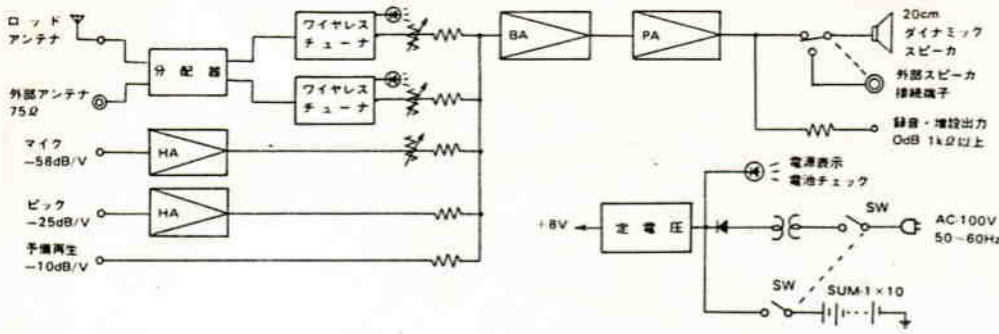 ロッド
アンテナ
外部アンテナ
75Ω
マイク
-58dB/V
ピック
-25dB/V
予備再生
-10dB/V
分配器
ワイヤレス
チューナ
ワイヤレス
チューナ
HA
HA
BA
PA
20cm
ダイナミック
スピーカ
外部スピーカ
接続端子
録音・増設出力
0dB 1kΩ以上
電源表示
電池チェック
+8V
定電圧
SW
AC-100V
50~60Hz
SW
SUM-1×10